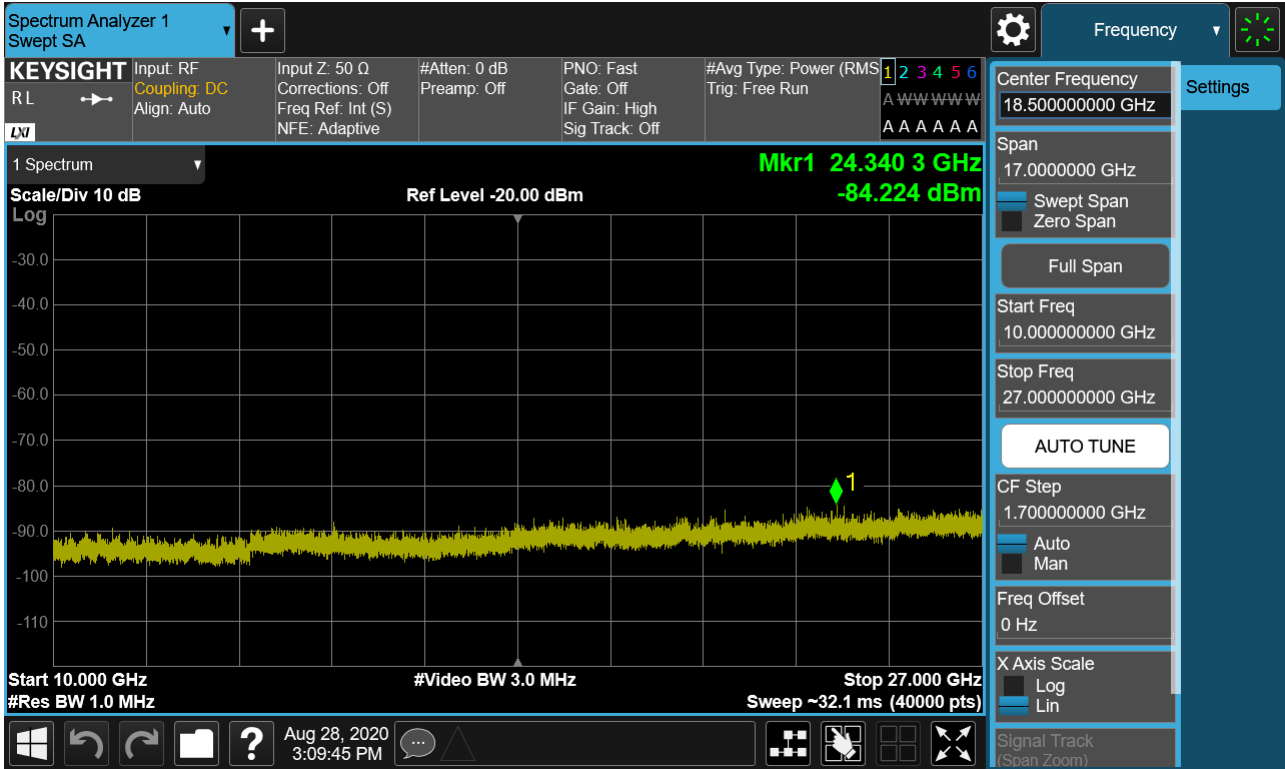 Spectrum Analyzer 1
Swept SA
Frequency
KEYSIGHT
R L
LXI
Input: RF
Coupling: DC
Align: Auto
Input Z: 50 Ω
Corrections: Off
Freq Ref: Int (S)
NFE: Adaptive
#Atten: 0 dB
Preamp: Off
PNO: Fast
Gate: Off
IF Gain: High
Sig Track: Off
#Avg Type: Power (RMS
Trig: Free Run
1 2 3 4 5 6
A W W W W W
A A A A A A
1 Spectrum
Scale/Div 10 dB
Log
Ref Level -20.00 dBm
Mkr1 24.340 3 GHz
-84.224 dBm
-30.0
-40.0
-50.0
-60.0
-70.0
-80.0
-90.0
-100
-110
1
Start 10.000 GHz
#Res BW 1.0 MHz
#Video BW 3.0 MHz
Stop 27.000 GHz
Sweep ~32.1 ms (40000 pts)
Center Frequency
18.500000000 GHz
Span
17.0000000 GHz
Swept Span
Zero Span
Full Span
Start Freq
10.000000000 GHz
Stop Freq
27.000000000 GHz
AUTO TUNE
CF Step
1.700000000 GHz
Auto
Man
Freq Offset
0 Hz
X Axis Scale
Log
Lin
Signal Track
(Span Zoom)
Settings
?
Aug 28, 2020
3:09:45 PM